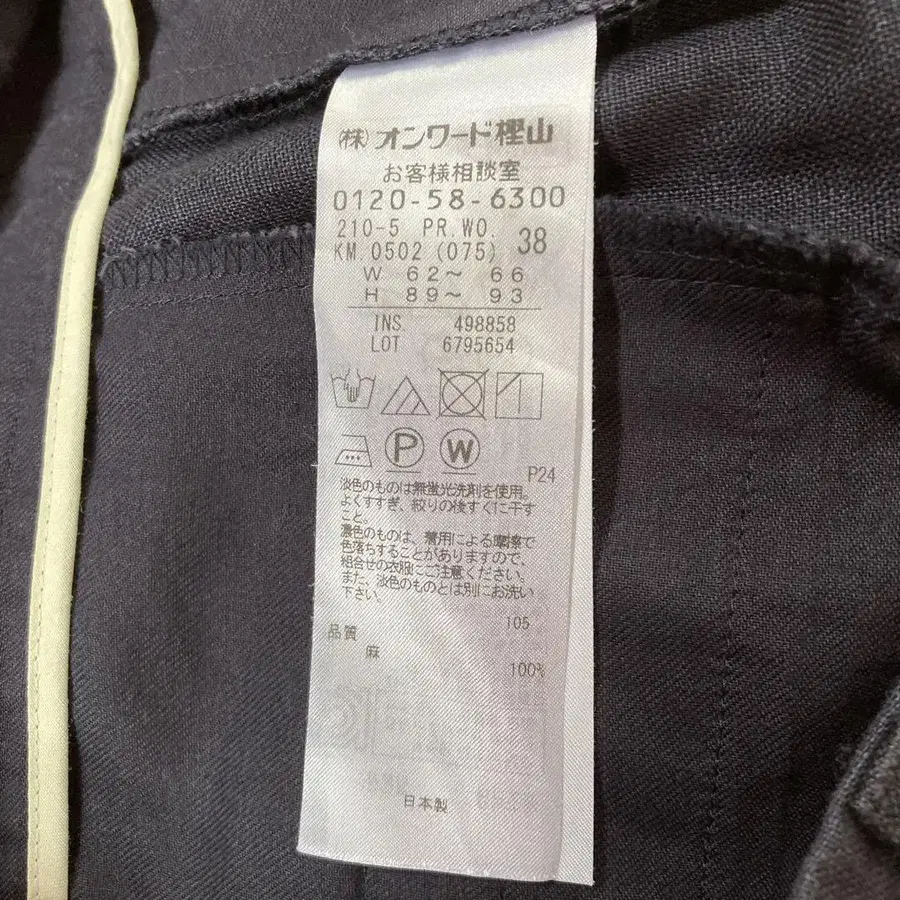 (株)オンワード樫山
お客様相談室
0120-58-6300
210-5 PR.WO.
KM.0502(075) 38
W 62〜 66
H 89〜 93
INS. 498858
LOT 6795654
P W
P24
淡色のものは無蛍光洗剤を使用。
よくすすぎ、絞りの後すぐに干す
こと。
濃色のものは、着用による摩擦で
色落ちすることがありますので、
組合せの衣服にご注意ください。
また、淡色のものとは別にお洗い
下さい。
105
品質
麻
100%
日本製